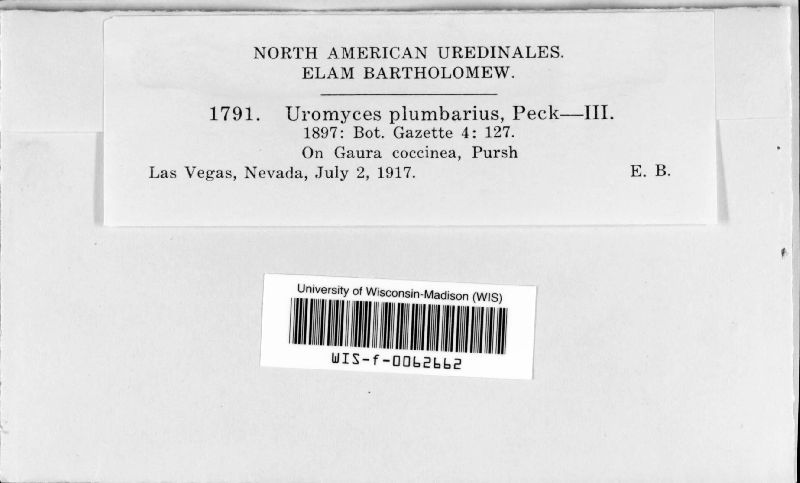 NORTH AMERICAN UREDINALES.
ELAM BARTHOLOMEW.
1791. Uromyces plumbarius, Peck—III.
1897: Bot. Gazette 4: 127.
On Gaura coccinea, Pursh
Las Vegas, Nevada, July 2, 1917. E. B.
University of Wisconsin-Madison (WIS)
WIS-f-0062662